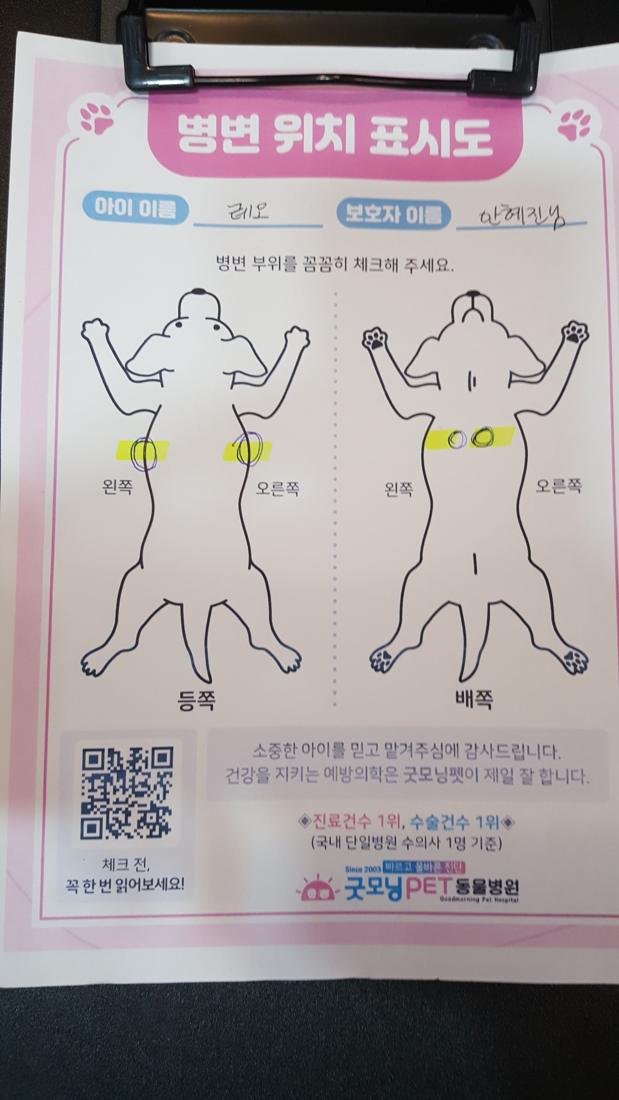 병변 위치 표시도
아이 이름 레오 보호자 이름 안혜진님
병변 부위를 꼼꼼히 체크해 주세요.
왼쪽 오른쪽 왼쪽 오른쪽
등쪽 배쪽
소중한 아이를 믿고 맡겨주심에 감사드립니다.
건강을 지키는 예방의학은 굿모닝펫이 제일 잘 합니다.
◈진료건수 1위, 수술건수 1위◈
(국내 단일병원 수의사 1명 기준)
체크 전,
꼭 한 번 읽어보세요!
Since 2003 빠르고 올바른 진단
굿모닝PET동물병원
Goodmorning Pet Hospital